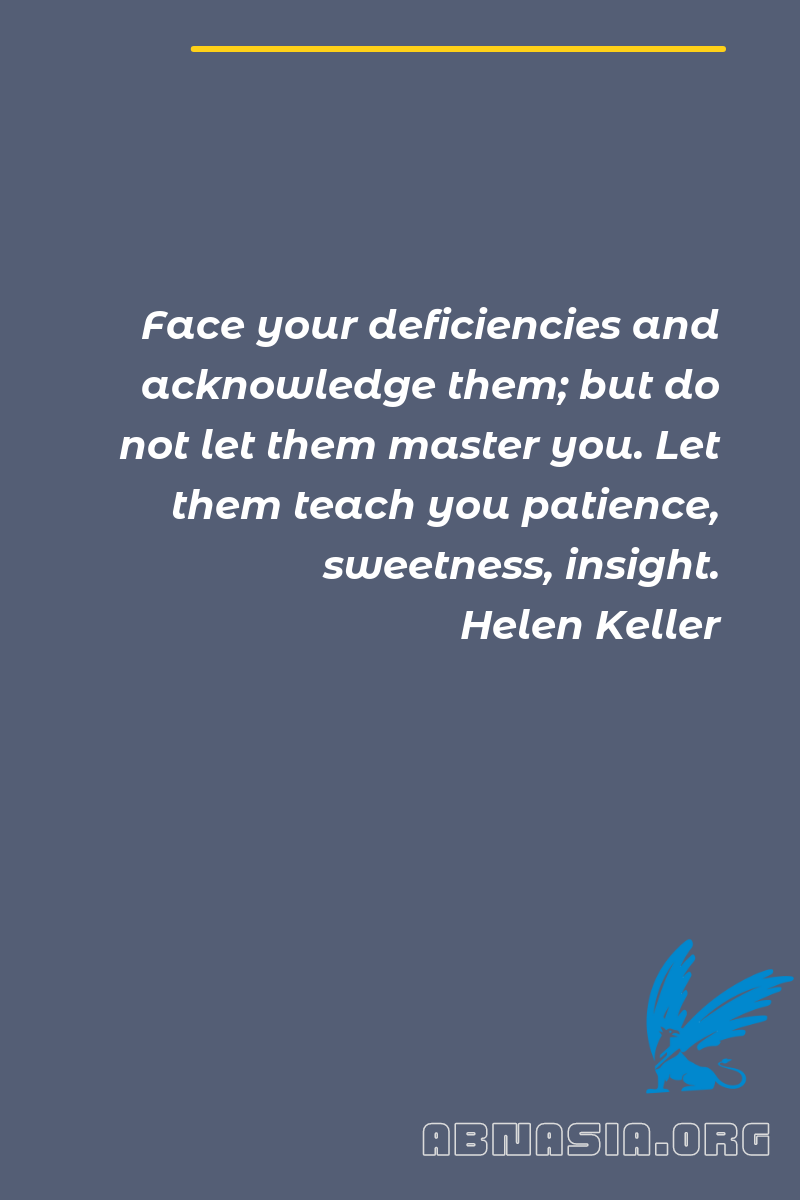 Face your deficiencies and
acknowledge them; but do
not let them master you. Let
them teach you patience,
sweetness, insight.
Helen Keller
ABNASIA.ORG